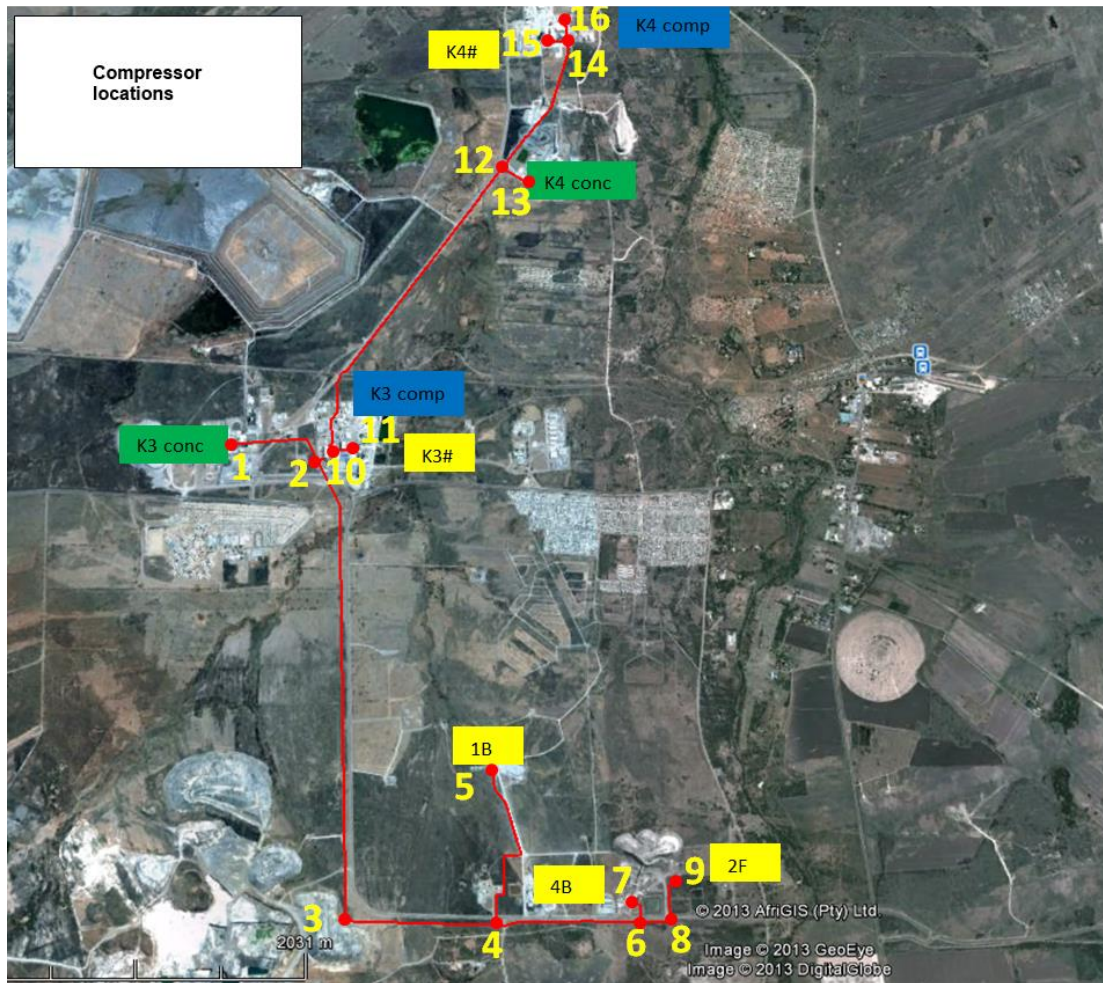 Compressor
locations
16
K4 comp
K4#
15
14
12
13
K4 conc
K3 comp
K3 conc
11
1
2
10
K3#
1B
5
4B
7
9
2F
3
4
6
8
© 2013 AfriGIS (Pty) Ltd.
2031 m
Image © 2013 GeoEye
Image © 2013 DigitalGlobe